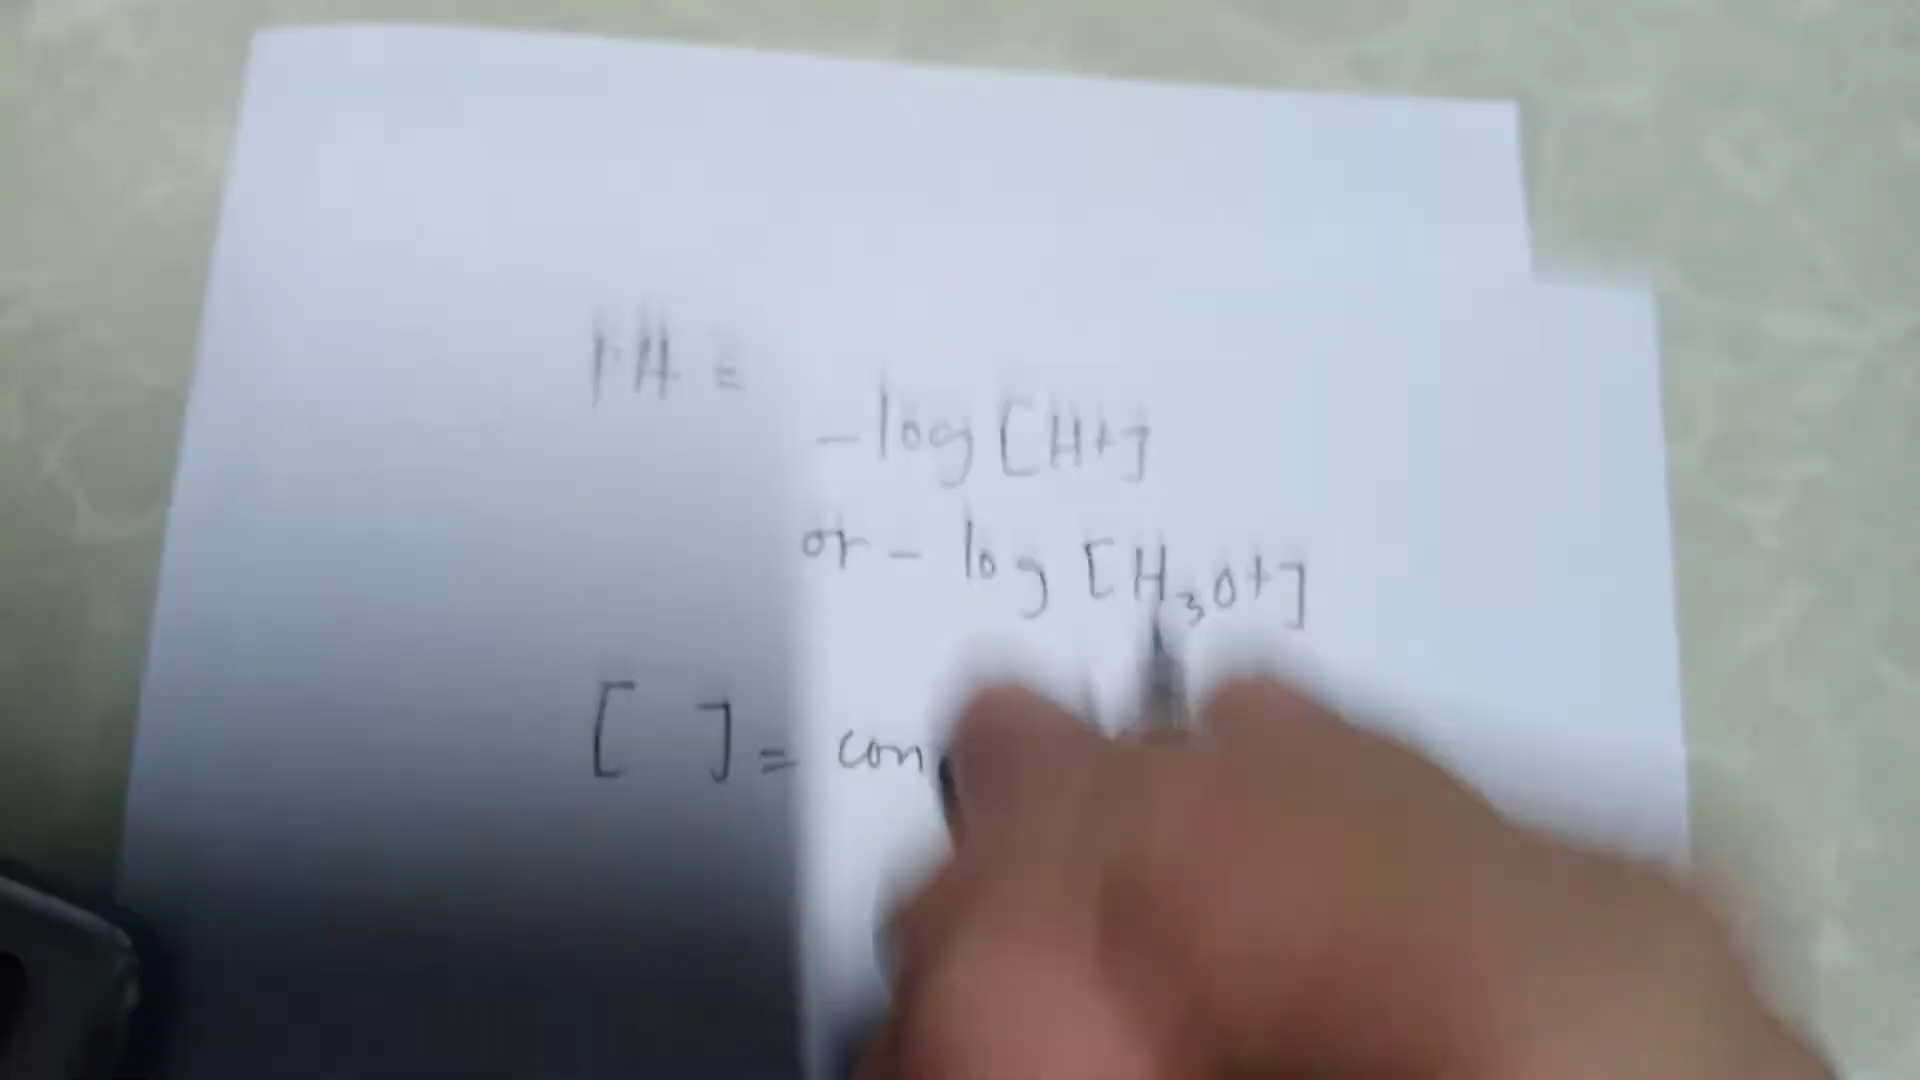 PH =
-log [H+]
or - log [H₃O+]
[ ] = con